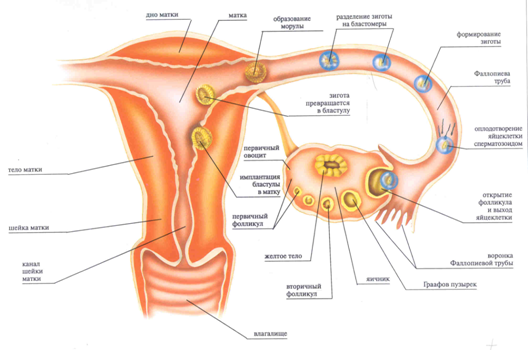 дно матки
матка
образование
морулы
разделение зиготы
на бластомеры
формирование
зиготы
Фаллопиева
труба
зигота
превращается
в бластулу
оплодотворение
яйцеклетки
сперматозоидом
первичный
овоцит
имплантация
бластулы
в матку
тело матки
открытие
фолликула
и выход
яйцеклетки
первичный
фолликул
шейка матки
желтое тело
яичник
воронка
Фаллопиевой трубы
канал
шейки
матки
вторичный
фолликул
Граафов пузырек
влагалище